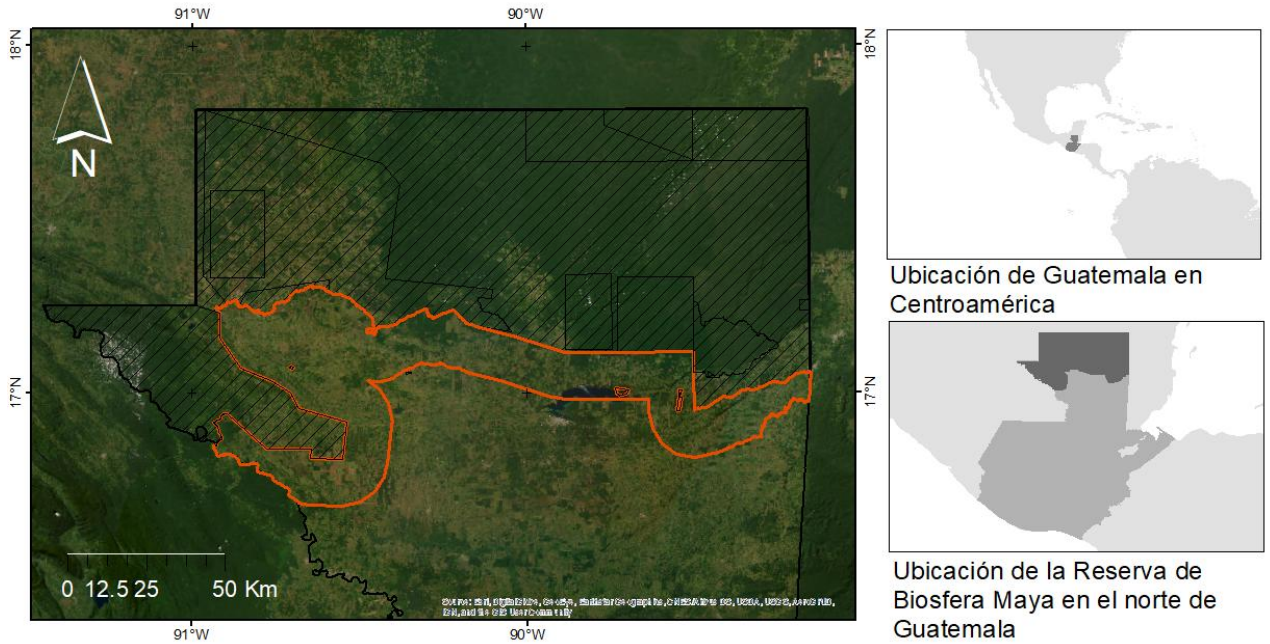 91°W 90°W
18°N 18°N
N
17°N 17°N
0 12.5 25 50 Km
91°W 90°W
Ubicación de Guatemala en
Centroamérica
Ubicación de la Reserva de
Biosfera Maya en el norte de
Guatemala